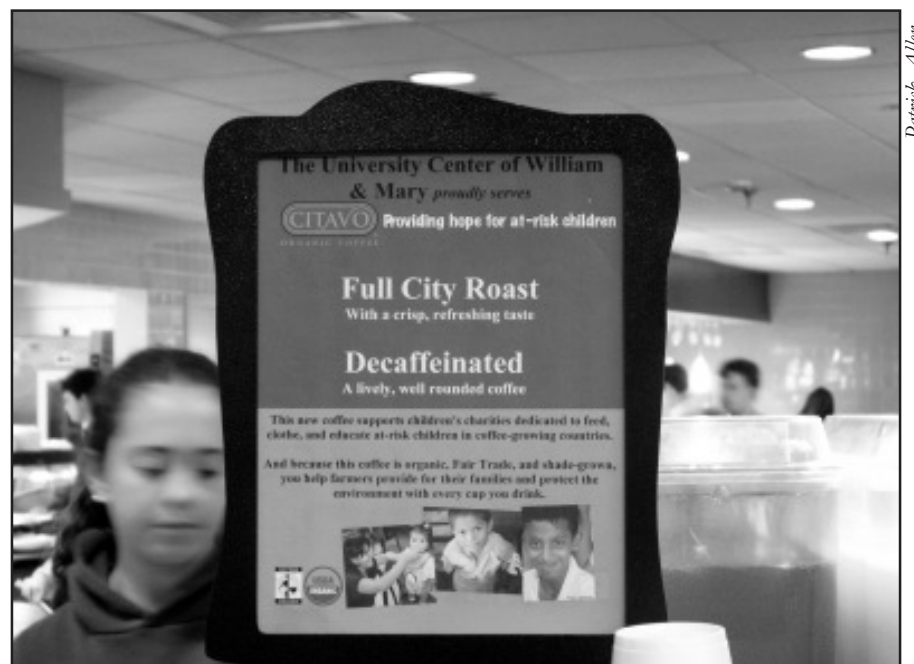 The University Center of William
& Mary proudly serves
CITAVO Providing hope for at-risk children
ORGANIC COFFEE
Full City Roast
With a crisp, refreshing taste
Decaffeinated
A lively, well rounded coffee
This new coffee supports children's charities dedicated to feed,
clothe, and educate at-risk children in coffee-growing countries.
And because this coffee is organic, Fair Trade, and shade-grown,
you help farmers provide for their families and protect the
environment with every cup you drink.
USDA
ORGANIC
Patrick Allen